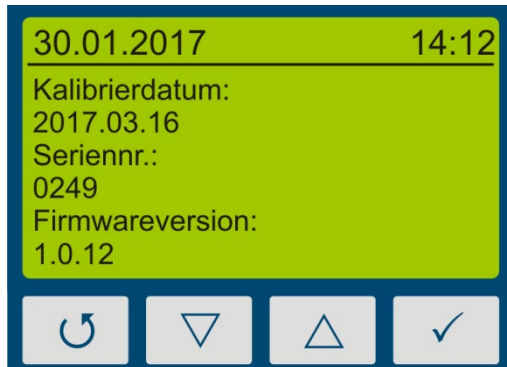 30.01.2017 14:12
Kalibrierdatum:
2017.03.16
Seriennr.:
0249
Firmwareversion:
1.0.12